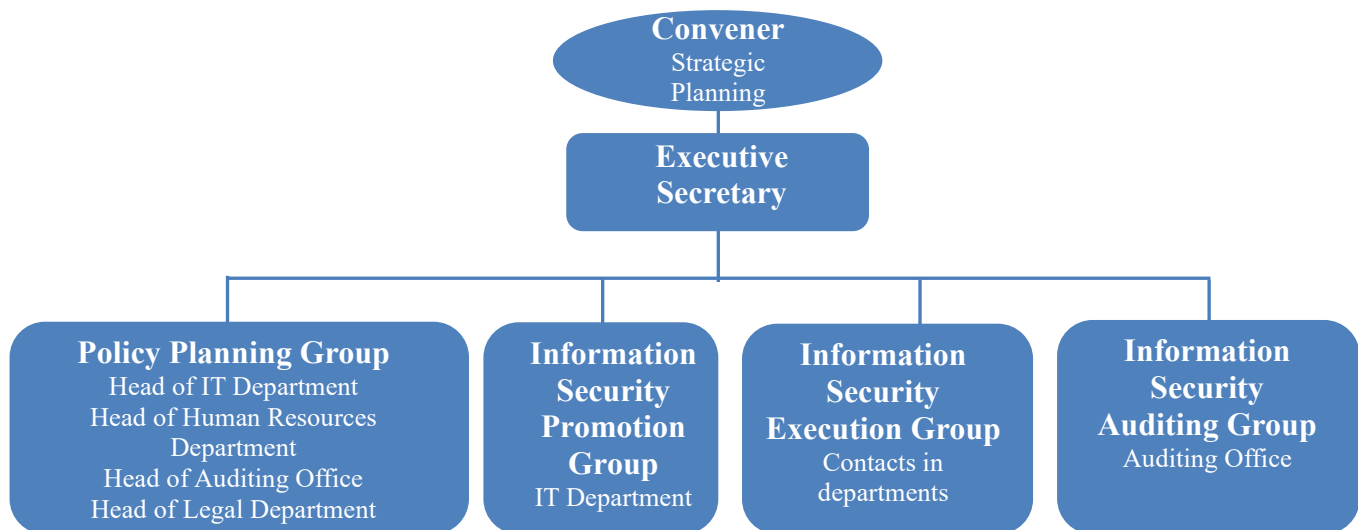 Convener
Strategic
Planning
Executive
Secretary
Policy Planning Group
Head of IT Department
Head of Human Resources
Department
Head of Auditing Office
Head of Legal Department
Information
Security
Promotion
Group
IT Department
Information
Security
Execution Group
Contacts in
departments
Information
Security
Auditing Group
Auditing Office